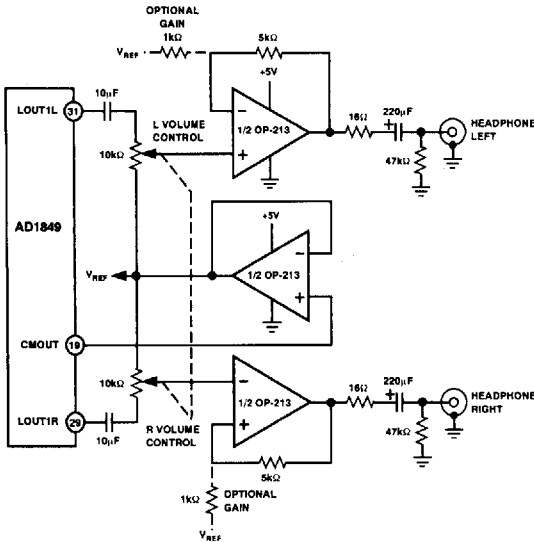 OPTIONAL
GAIN
1kΩ
VREF
5kΩ
+5V
10µF
LOUT1L
31
L VOLUME
CONTROL
10kΩ
1/2 OP-213
16Ω
220µF
+
HEADPHONE
LEFT
47kΩ
AD1849
+5V
VREF
1/2 OP-213
CMOUT
19
10kΩ
1/2 OP-213
16Ω
220µF
+
HEADPHONE
RIGHT
47kΩ
LOUT1R
29
10µF
R VOLUME
CONTROL
5kΩ
1kΩ
OPTIONAL
GAIN
VREF